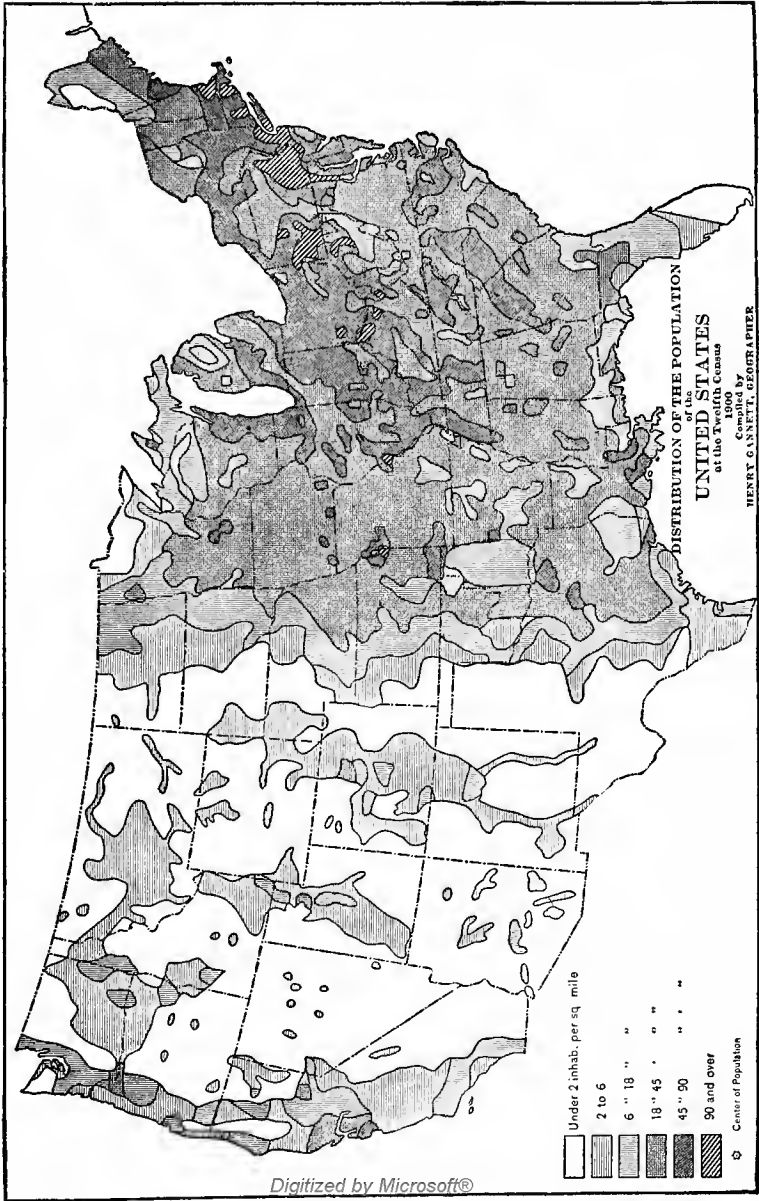 DISTRIBUTION OF THE POPULATION
of the
UNITED STATES
at the Twelfth Census
1900
Compiled by
HENRY GANNETT, GEOGRAPHER
Under 2 inhab. per sq mile
2 to 6
6 " 18 " "
18 " 45 " " "
45 " 90 " " "
90 and over
Center of Population
Digitized by Microsoft®